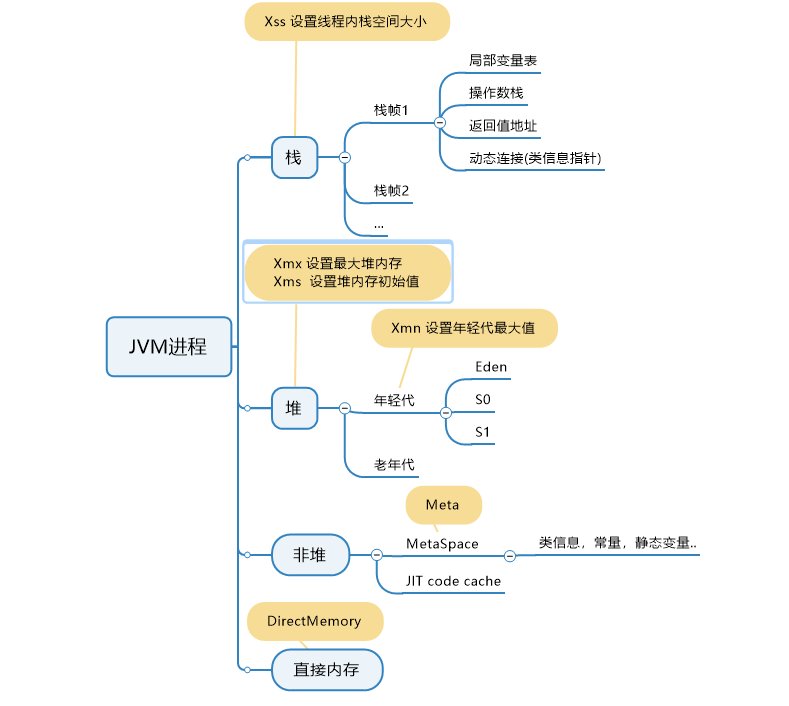 Xss 设置线程内栈空间大小
局部变量表
操作数栈
栈帧1
返回值地址
栈
动态连接(类信息指针)
栈帧2
...
Xmx 设置最大堆内存
Xms 设置堆内存初始值
Xmn 设置年轻代最大值
JVM进程
Eden
年轻代
S0
堆
S1
老年代
Meta
MetaSpace
类信息，常量，静态变量..
非堆
JIT code cache
DirectMemory
直接内存